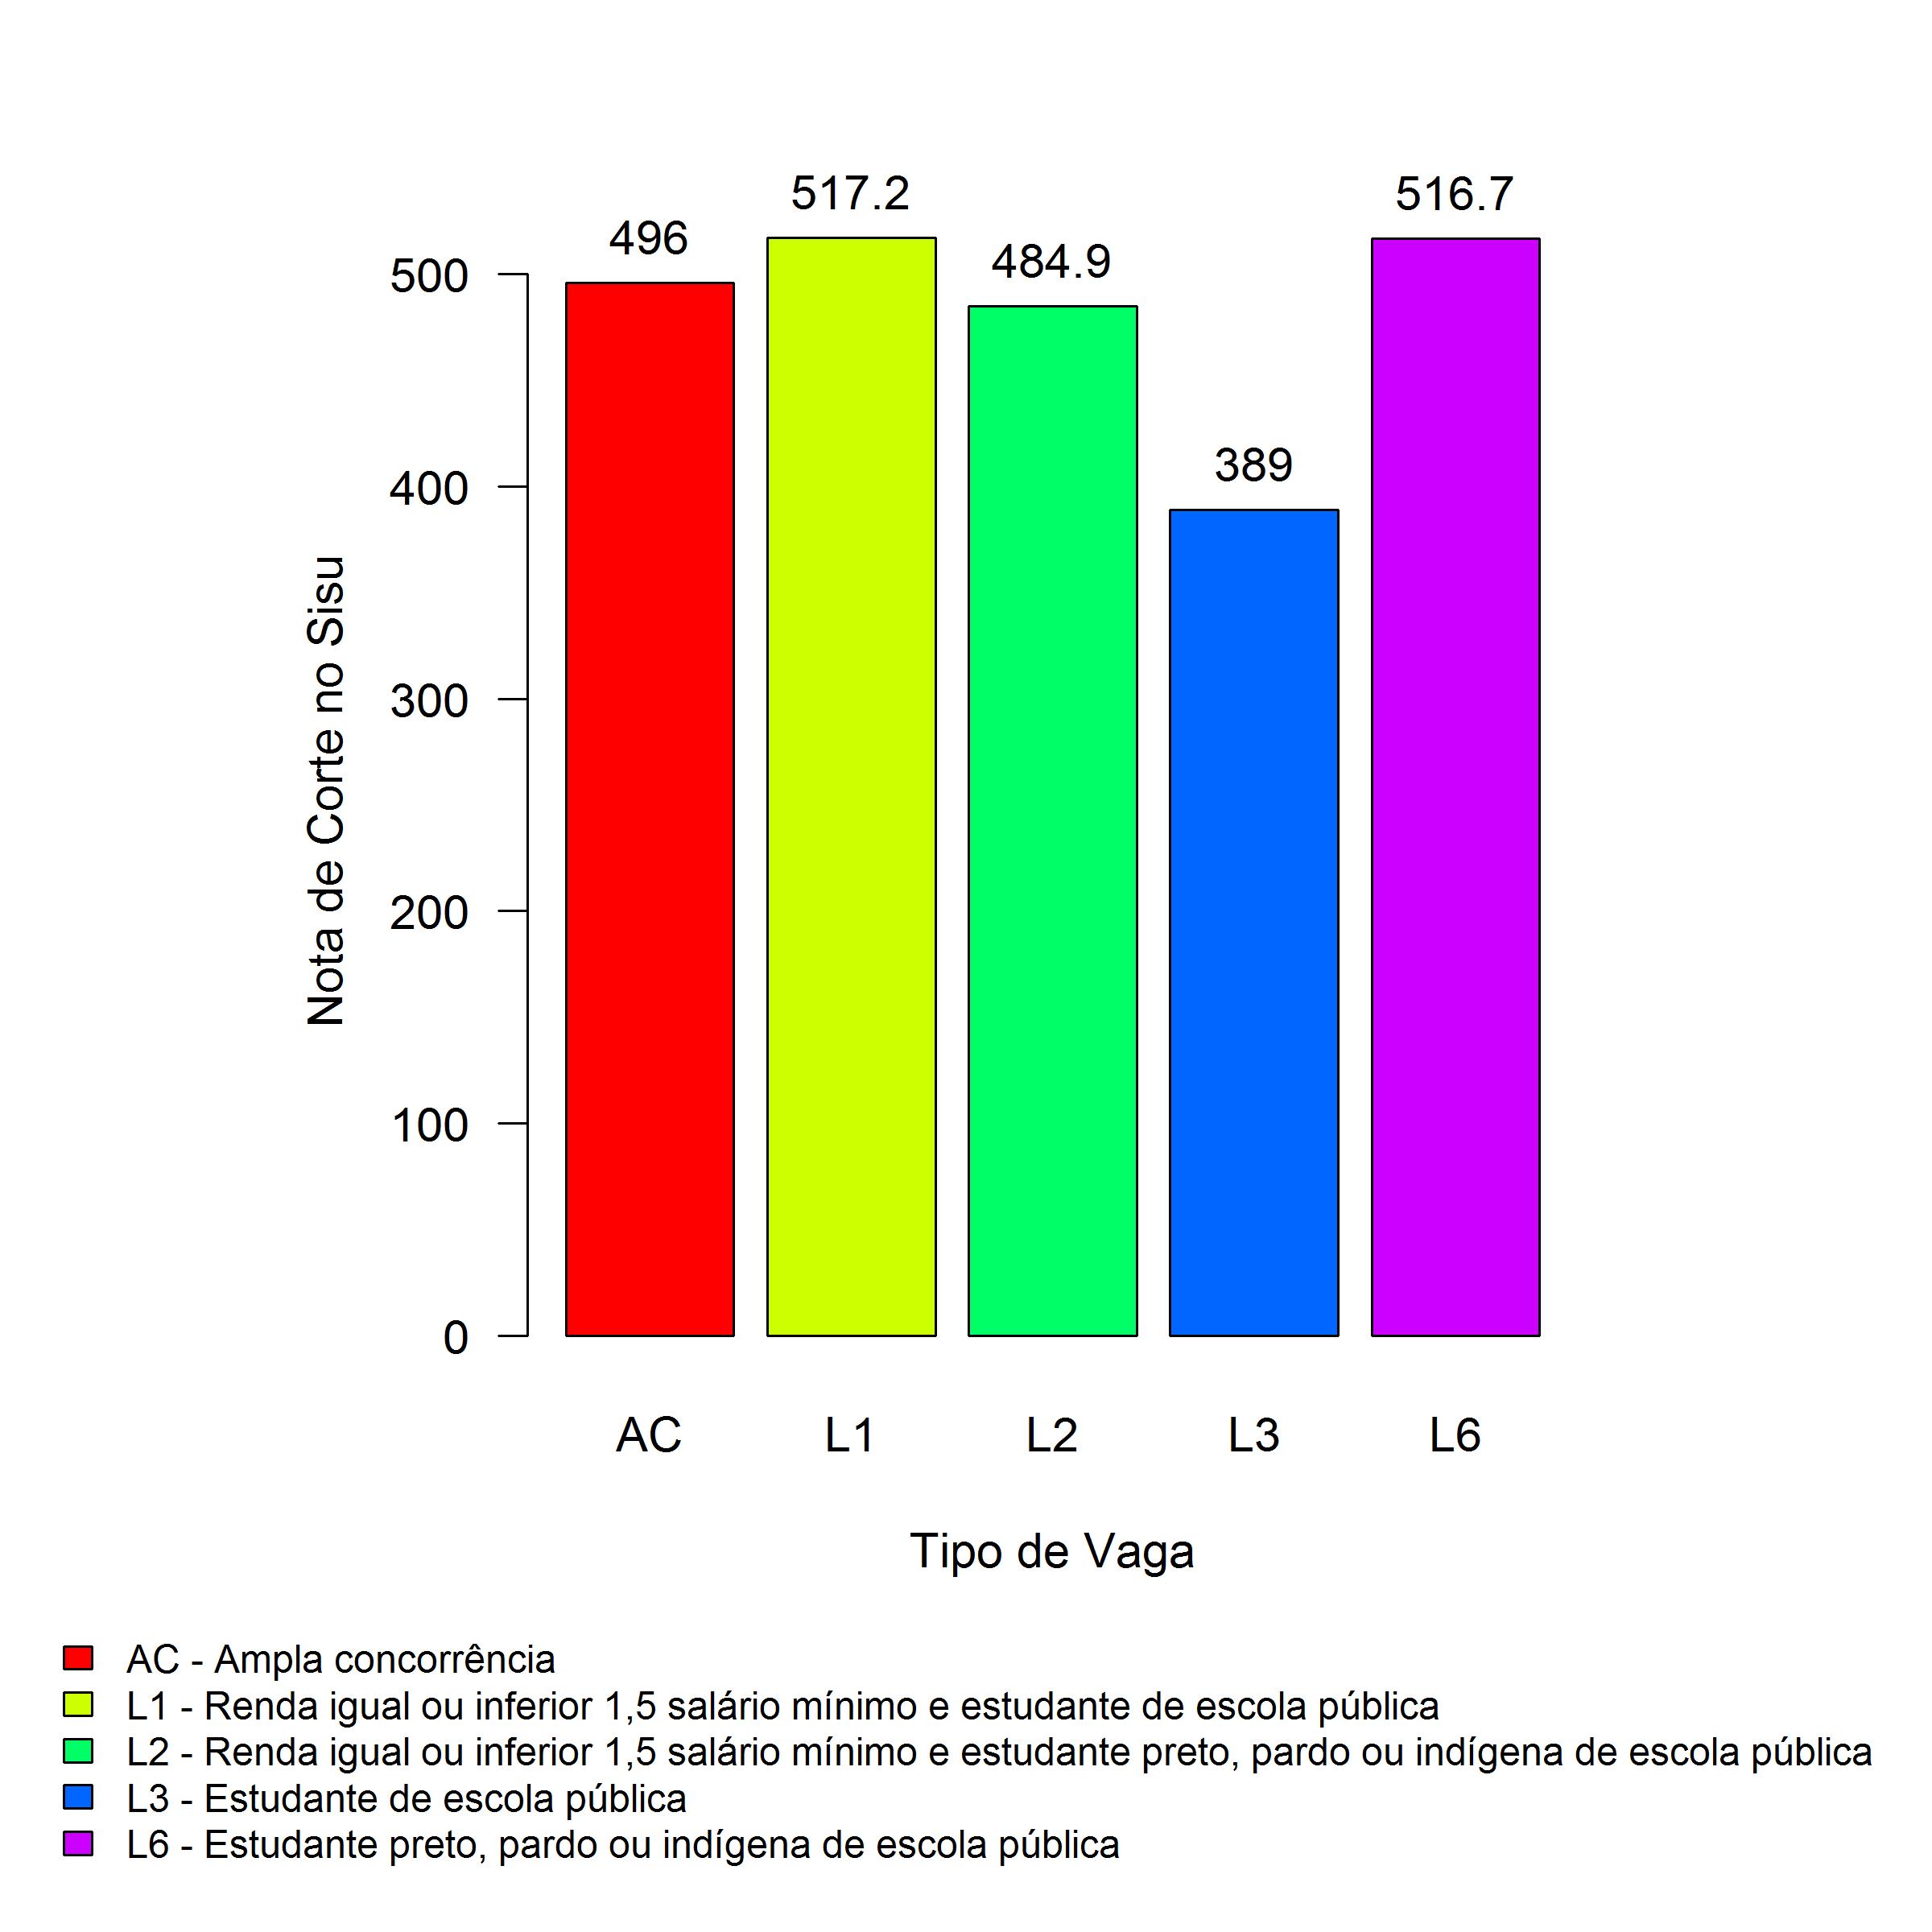 517.2
516.7
496
484.9
500
389
400
300
200
100
0
Nota de Corte no Sisu
AC L1 L2 L3 L6
Tipo de Vaga
AC - Ampla concorrência
L1 - Renda igual ou inferior 1,5 salário mínimo e estudante de escola pública
L2 - Renda igual ou inferior 1,5 salário mínimo e estudante preto, pardo ou indígena de escola pública
L3 - Estudante de escola pública
L6 - Estudante preto, pardo ou indígena de escola pública